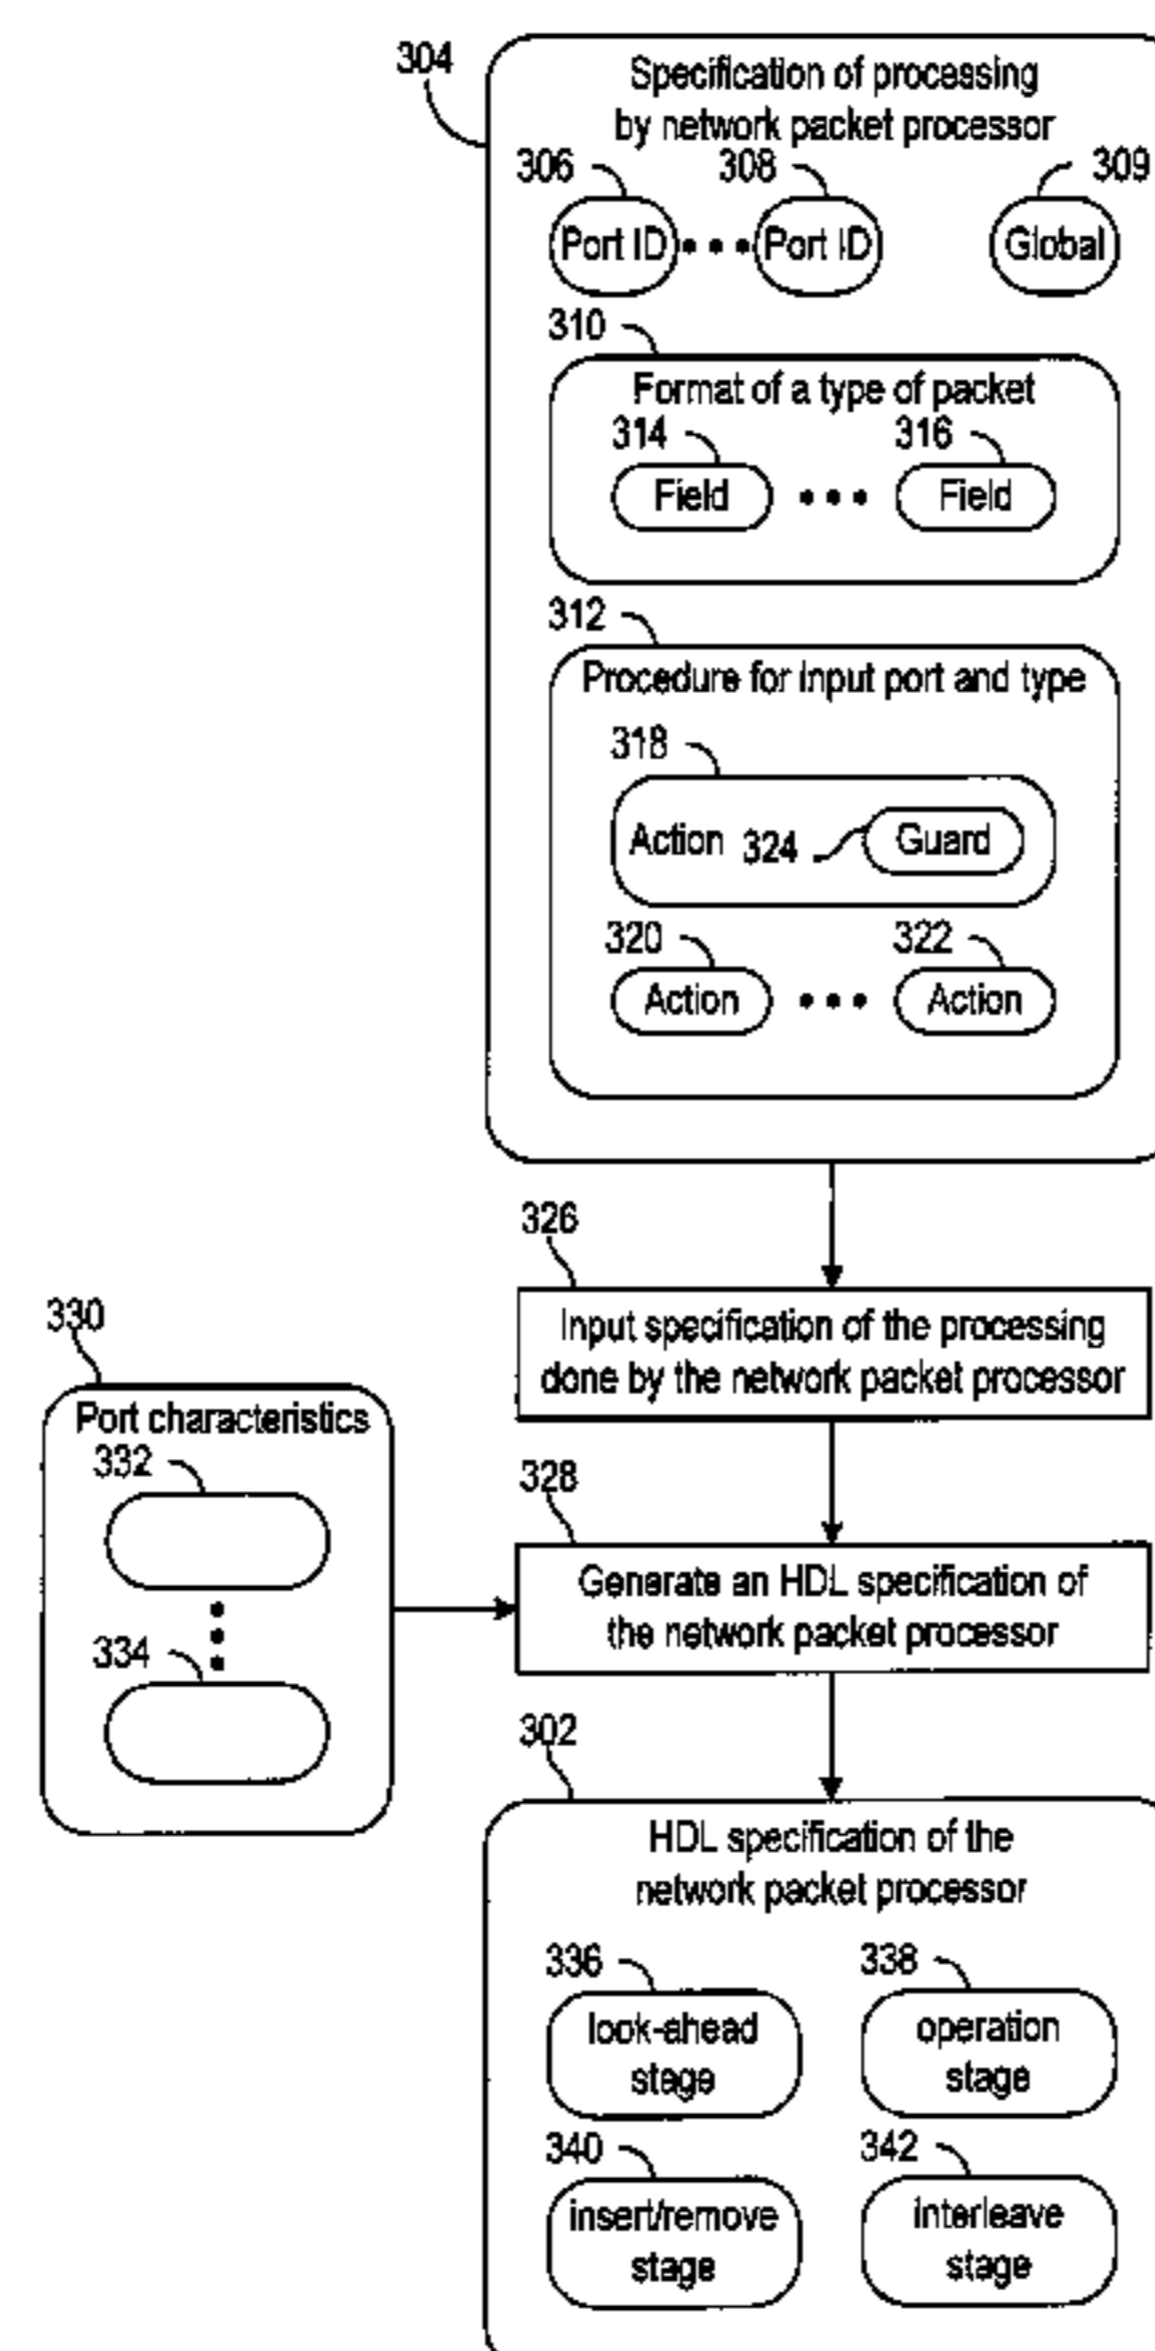 304
Specification of processing
by network packet processor
306
308
309
Port ID
Port ID
Global
310
Format of a type of packet
314
316
Field
Field
312
Procedure for input port and type
318
Action
324
Guard
320
322
Action
Action
326
Input specification of the processing
done by the network packet processor
330
Port characteristics
332
334
328
Generate an HDL specification of
the network packet processor
302
HDL specification of the
network packet processor
336
338
look-ahead
stage
operation
stage
340
342
insert/remove
stage
interleave
stage